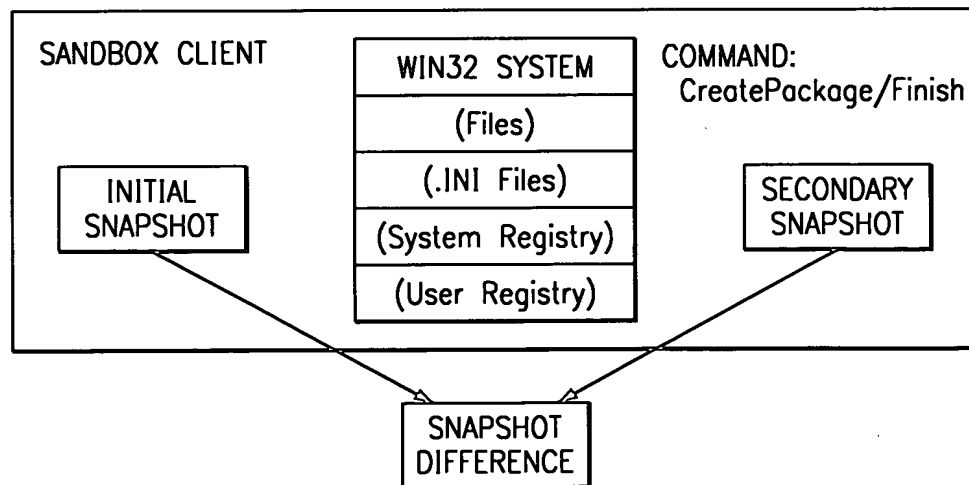 SANDBOX CLIENT
WIN32 SYSTEM
(Files)
(.INI Files)
(System Registry)
(User Registry)
COMMAND:
CreatePackage/Finish
INITIAL
SNAPSHOT
SECONDARY
SNAPSHOT
SNAPSHOT
DIFFERENCE